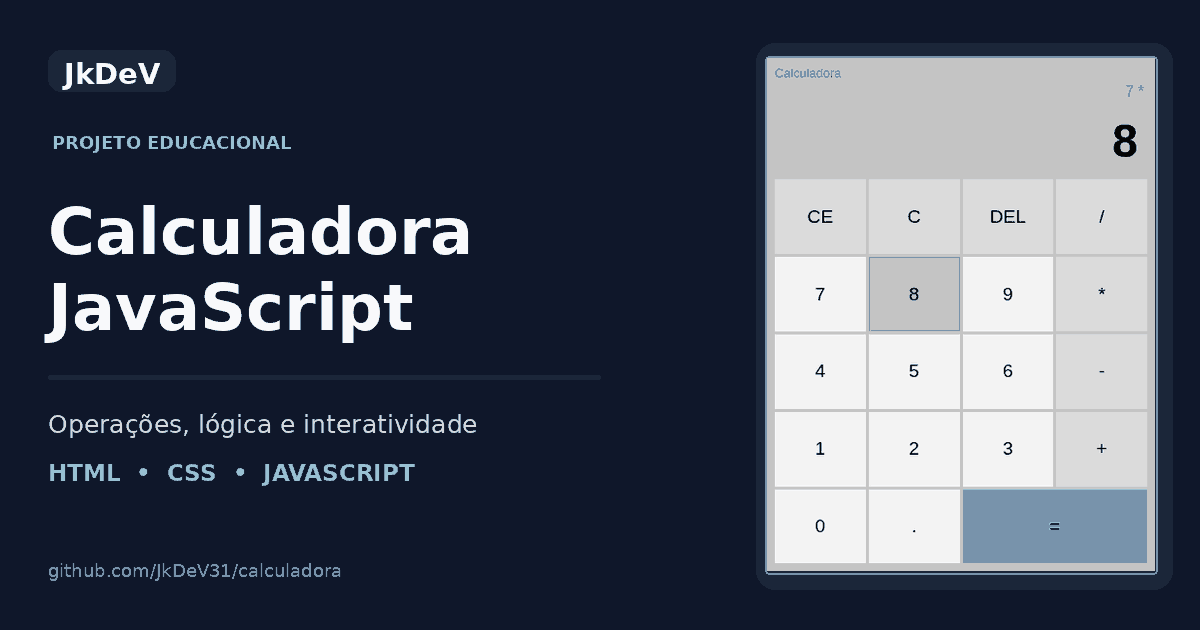 JkDeV
PROJETO EDUCACIONAL
Calculadora
JavaScript
Operações, lógica e interatividade
HTML • CSS • JAVASCRIPT
github.com/JkDeV31/calculadora
Calculadora
7 *
8
CE C DEL /
7 8 9 *
4 5 6 -
1 2 3 +
0 . =